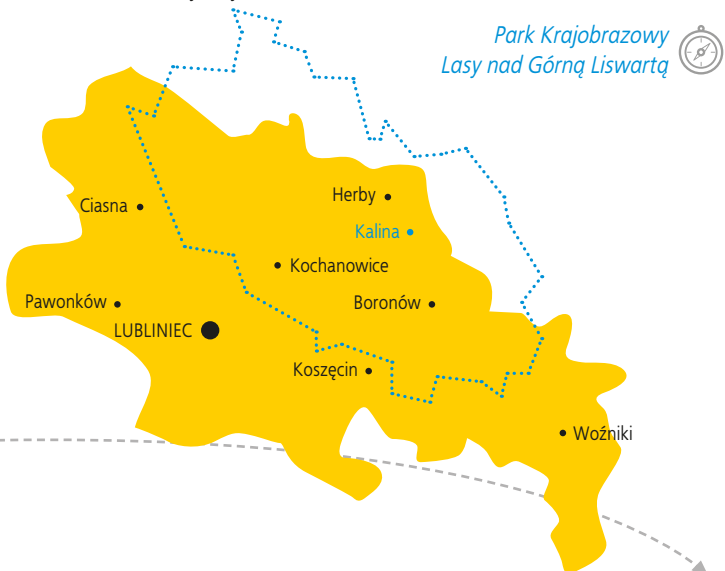 Park Krajobrazowy
Lasy nad Górną Liswartą
Ciasna
Herby
Kalina
Kochanowice
Pawonków
Boronów
LUBLINIEC
Koszęcin
Woźniki